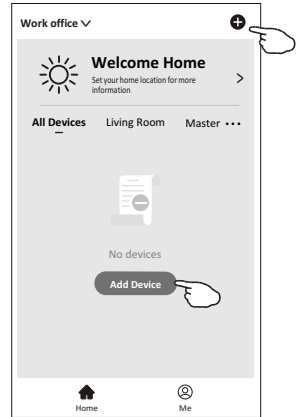 Work office
Welcome Home
Set your home location for more
information
All Devices Living Room Master ...
No devices
Add Device
Home Me